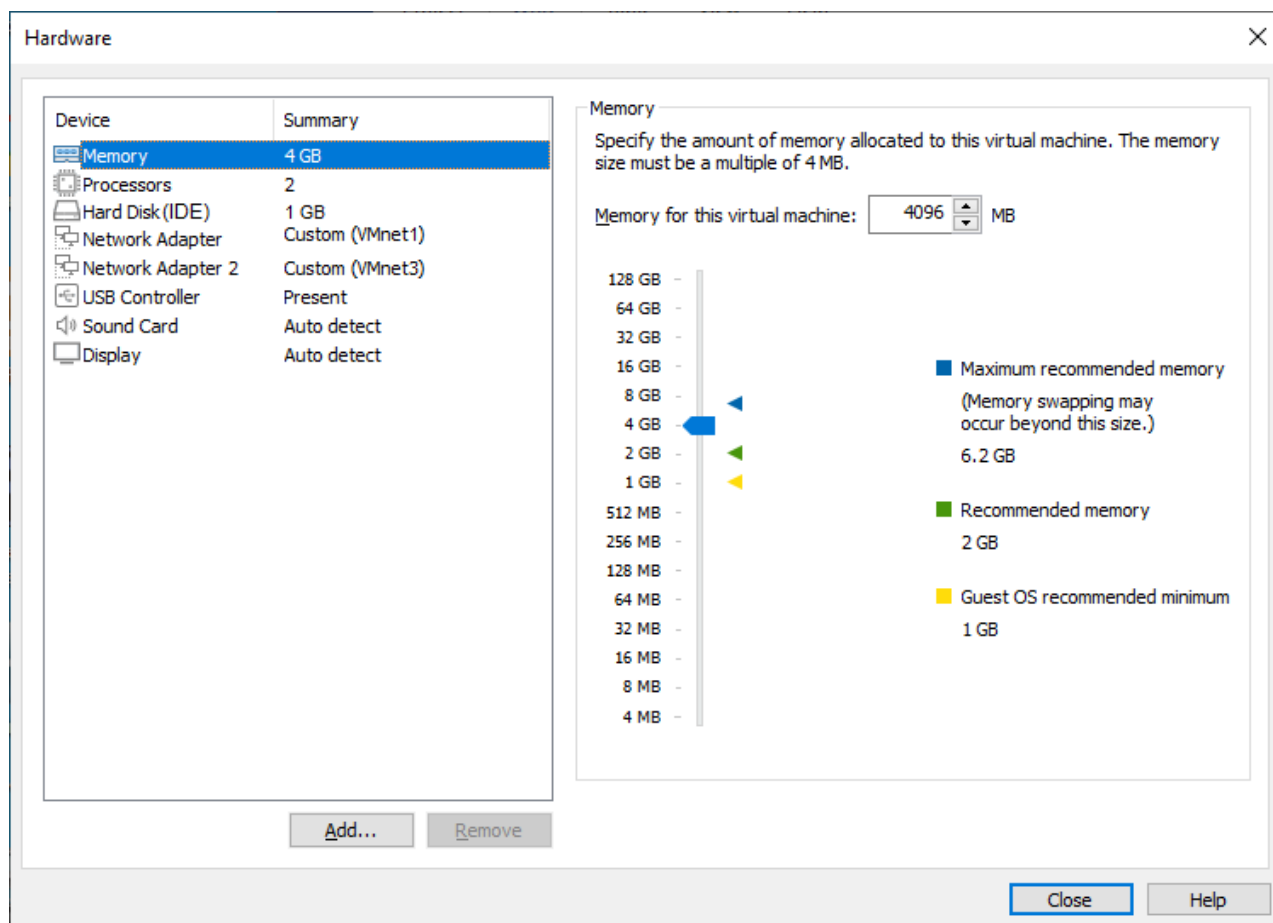 Hardware
Device Summary
Memory 4 GB
Processors 2
Hard Disk (IDE) 1 GB
Network Adapter Custom (VMnet1)
Network Adapter 2 Custom (VMnet3)
USB Controller Present
Sound Card Auto detect
Display Auto detect
Add...
Remove
Memory
Specify the amount of memory allocated to this virtual machine. The memory
size must be a multiple of 4 MB.
Memory for this virtual machine: 4096 MB
128 GB
64 GB
32 GB
16 GB
8 GB
4 GB
2 GB
1 GB
512 MB
256 MB
128 MB
64 MB
32 MB
16 MB
8 MB
4 MB
Maximum recommended memory
(Memory swapping may
occur beyond this size.)
6.2 GB
Recommended memory
2 GB
Guest OS recommended minimum
1 GB
Close
Help